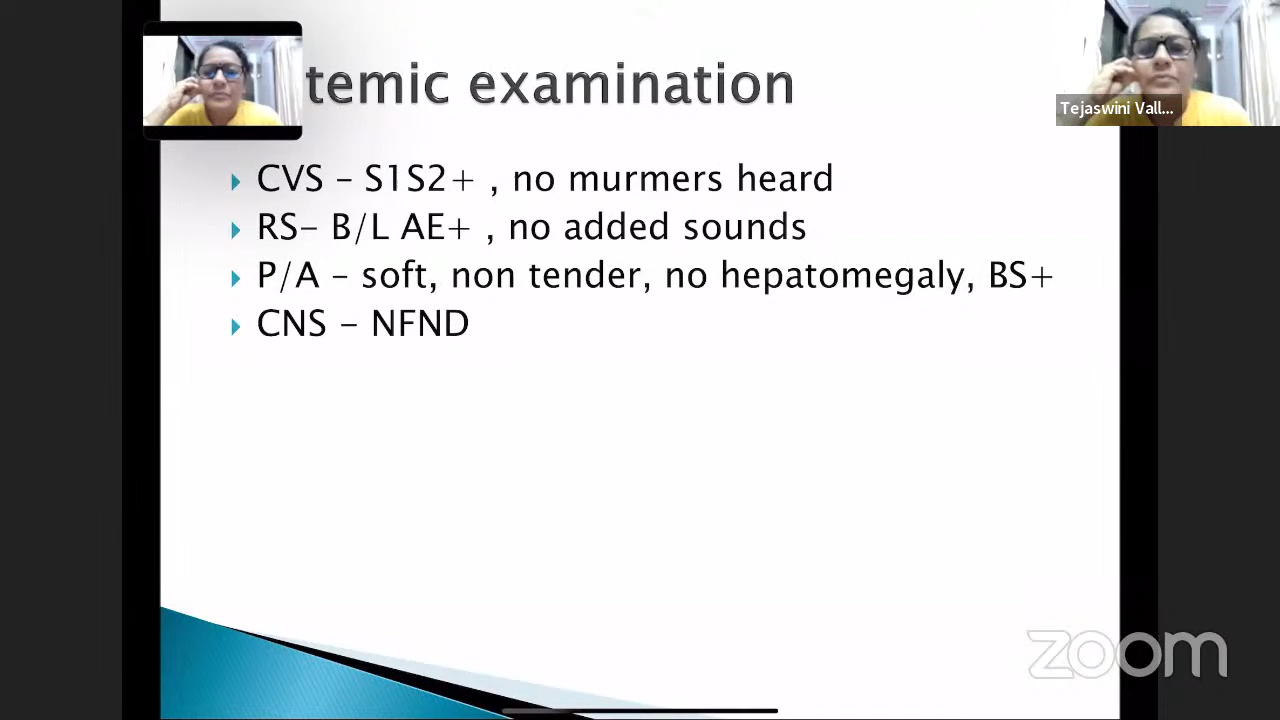 temic examination
Tejaswini Vall...
CVS – S1S2+ , no murmers heard
RS– B/L AE+ , no added sounds
P/A – soft, non tender, no hepatomegaly, BS+
CNS – NFND
zoom